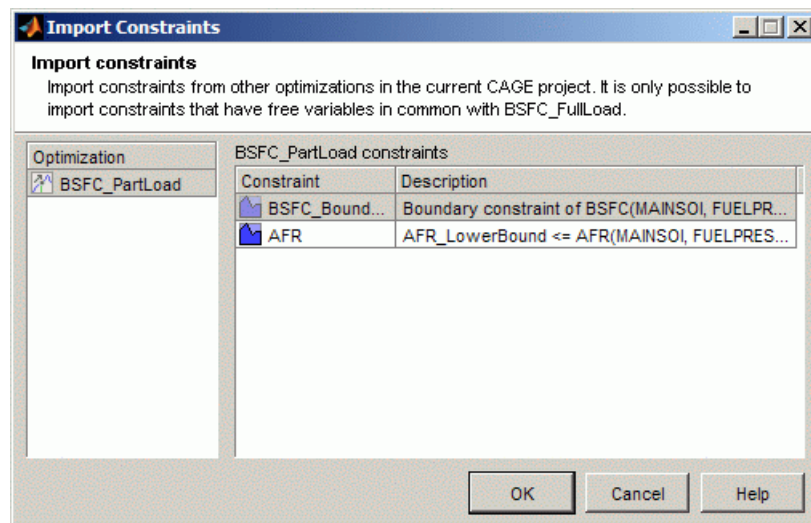 Import Constraints
Import constraints
Import constraints from other optimizations in the current CAGE project. It is only possible to
import constraints that have free variables in common with BSFC_FullLoad.
Optimization
BSFC_PartLoad
BSFC_PartLoad constraints
Constraint Description
BSFC_Bound... Boundary constraint of BSFC(MAINSOI, FUELPR...
AFR AFR_LowerBound <= AFR(MAINSOI, FUELPRES...
OK Cancel Help